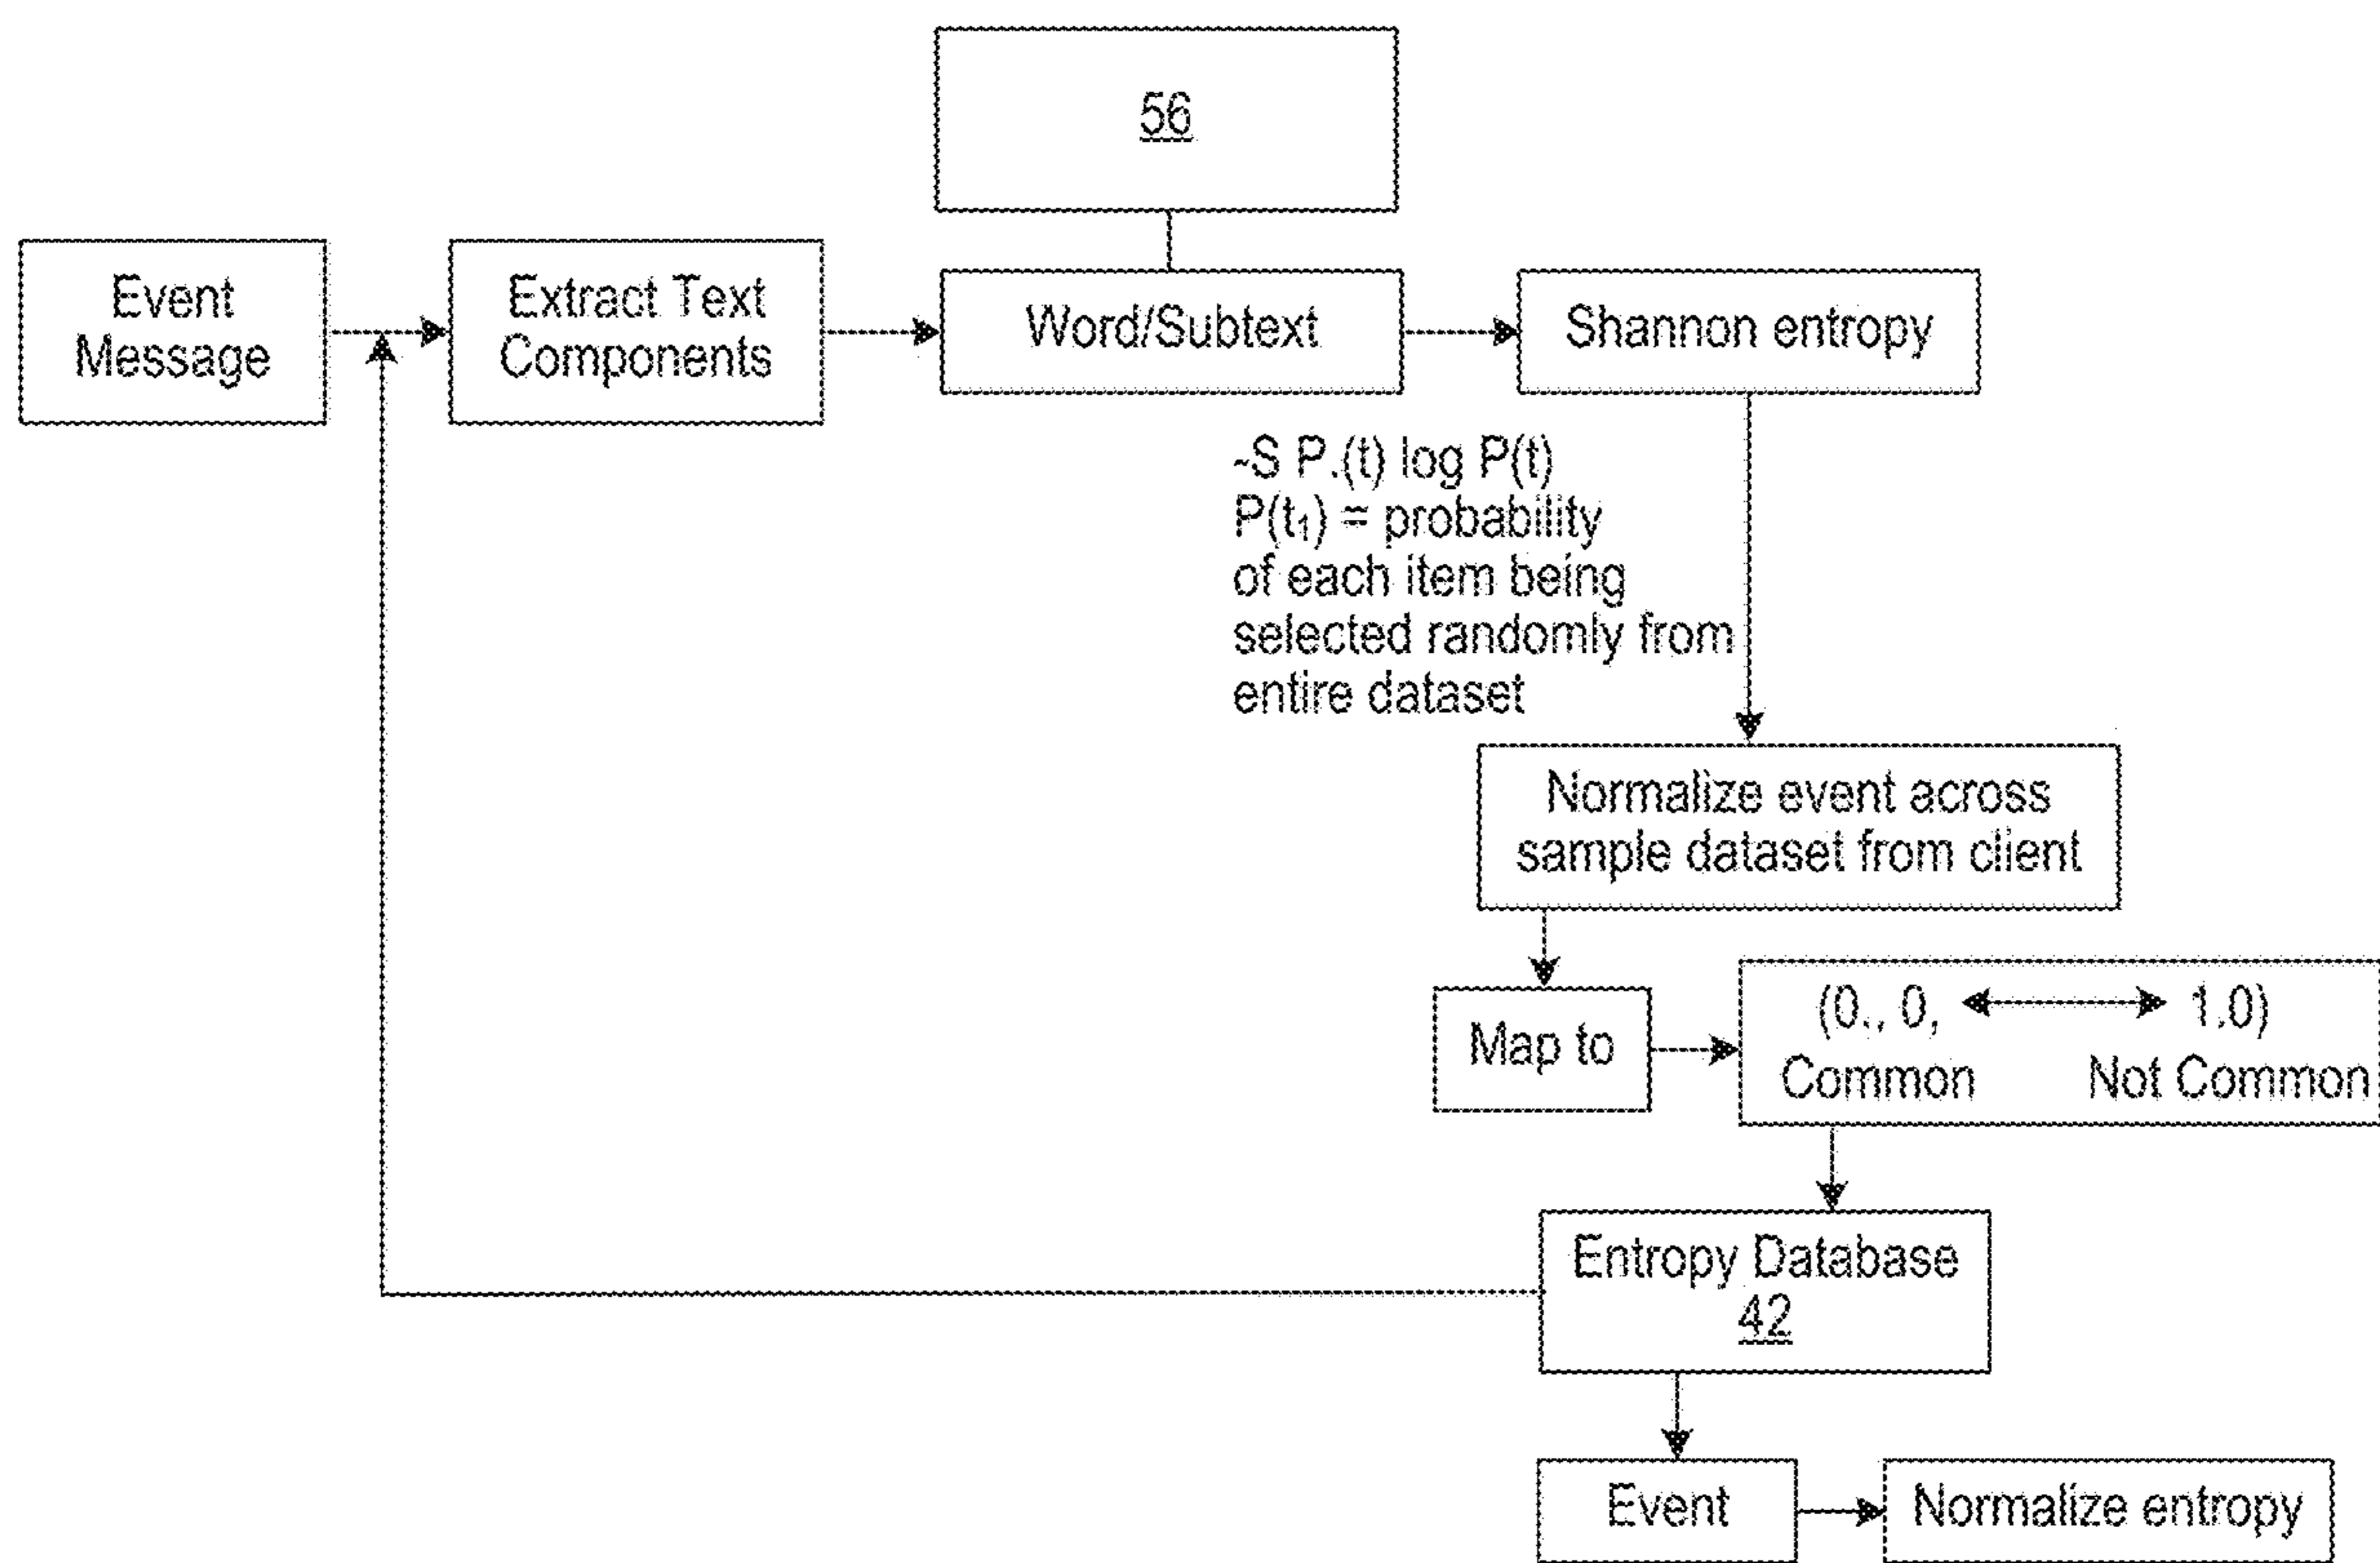 56
Event
Message
Extract Text
Components
Word/Subtext
Shannon entropy
-S P.(t) log P(t)
P(t₁) = probability
of each item being
selected randomly from
entire dataset
Normalize event across
sample dataset from client
Map to
(0., 0, 1.0)
Common Not Common
Entropy Database
42
Event
Normalize entropy